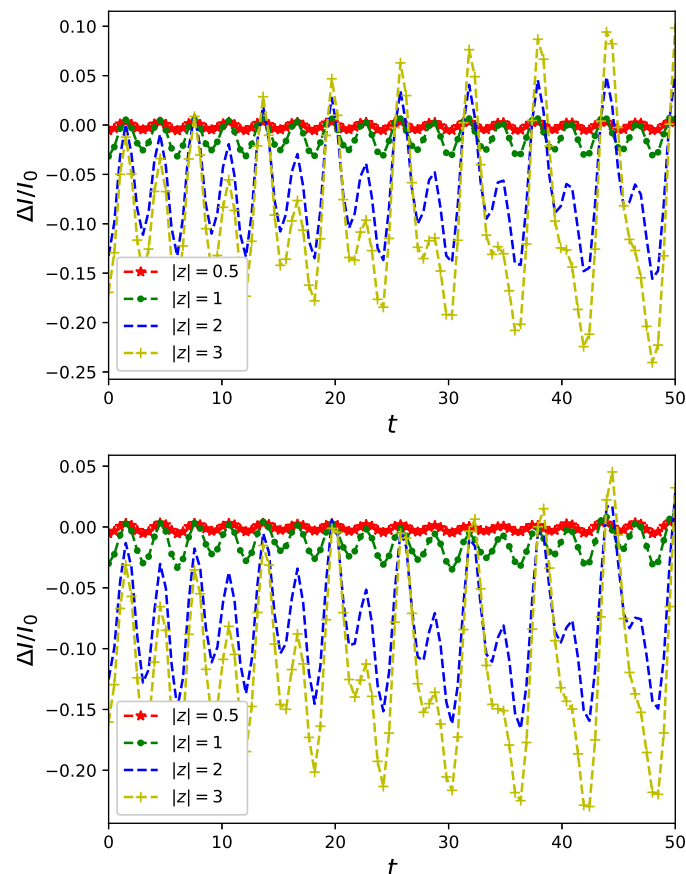 0.10
0.05
0.00
−0.05
−0.10
−0.15
−0.20
−0.25
ΔI/I₀
|z| = 0.5
|z| = 1
|z| = 2
|z| = 3
0 10 20 30 40 50
t
0.05
0.00
−0.05
−0.10
−0.15
−0.20
ΔI/I₀
|z| = 0.5
|z| = 1
|z| = 2
|z| = 3
0 10 20 30 40 50
t